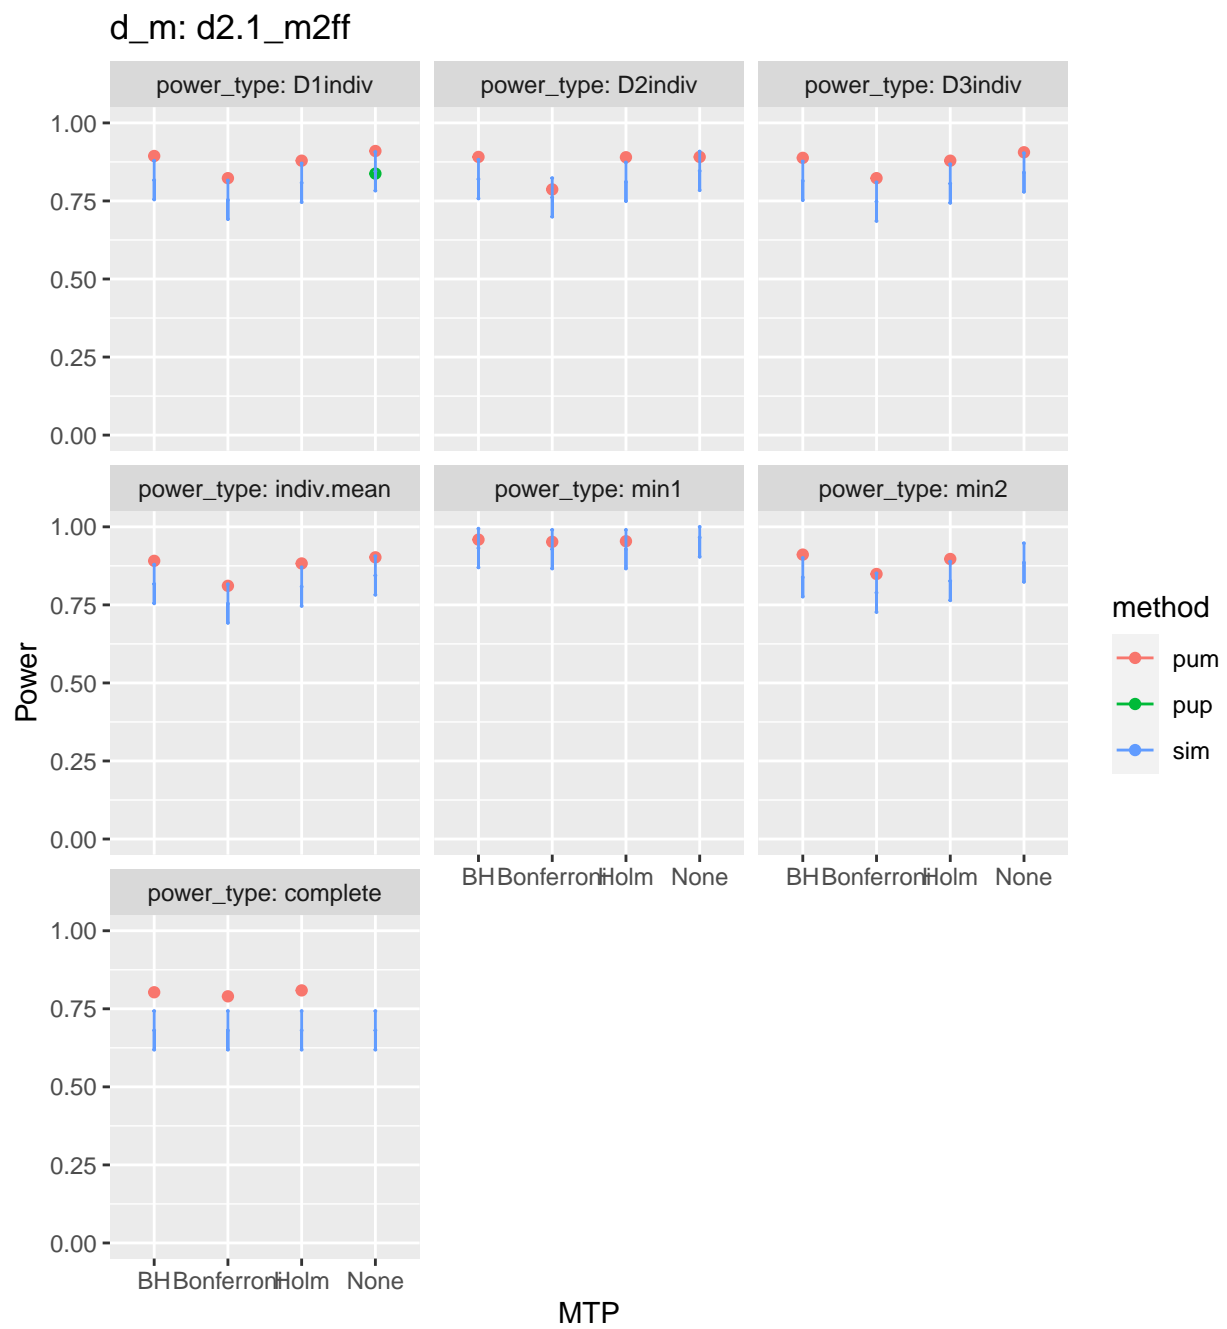 d_m: d2.1_m2ff
power_type: D1indiv
power_type: D2indiv
power_type: D3indiv
1.00
0.75
0.50
0.25
0.00
power_type: indiv.mean
power_type: min1
power_type: min2
1.00
0.75
0.50
0.25
0.00
BH Bonferroni Holm None
BH Bonferroni Holm None
power_type: complete
1.00
0.75
0.50
0.25
0.00
BH Bonferroni Holm None
MTP
Power
method
pum
pup
sim